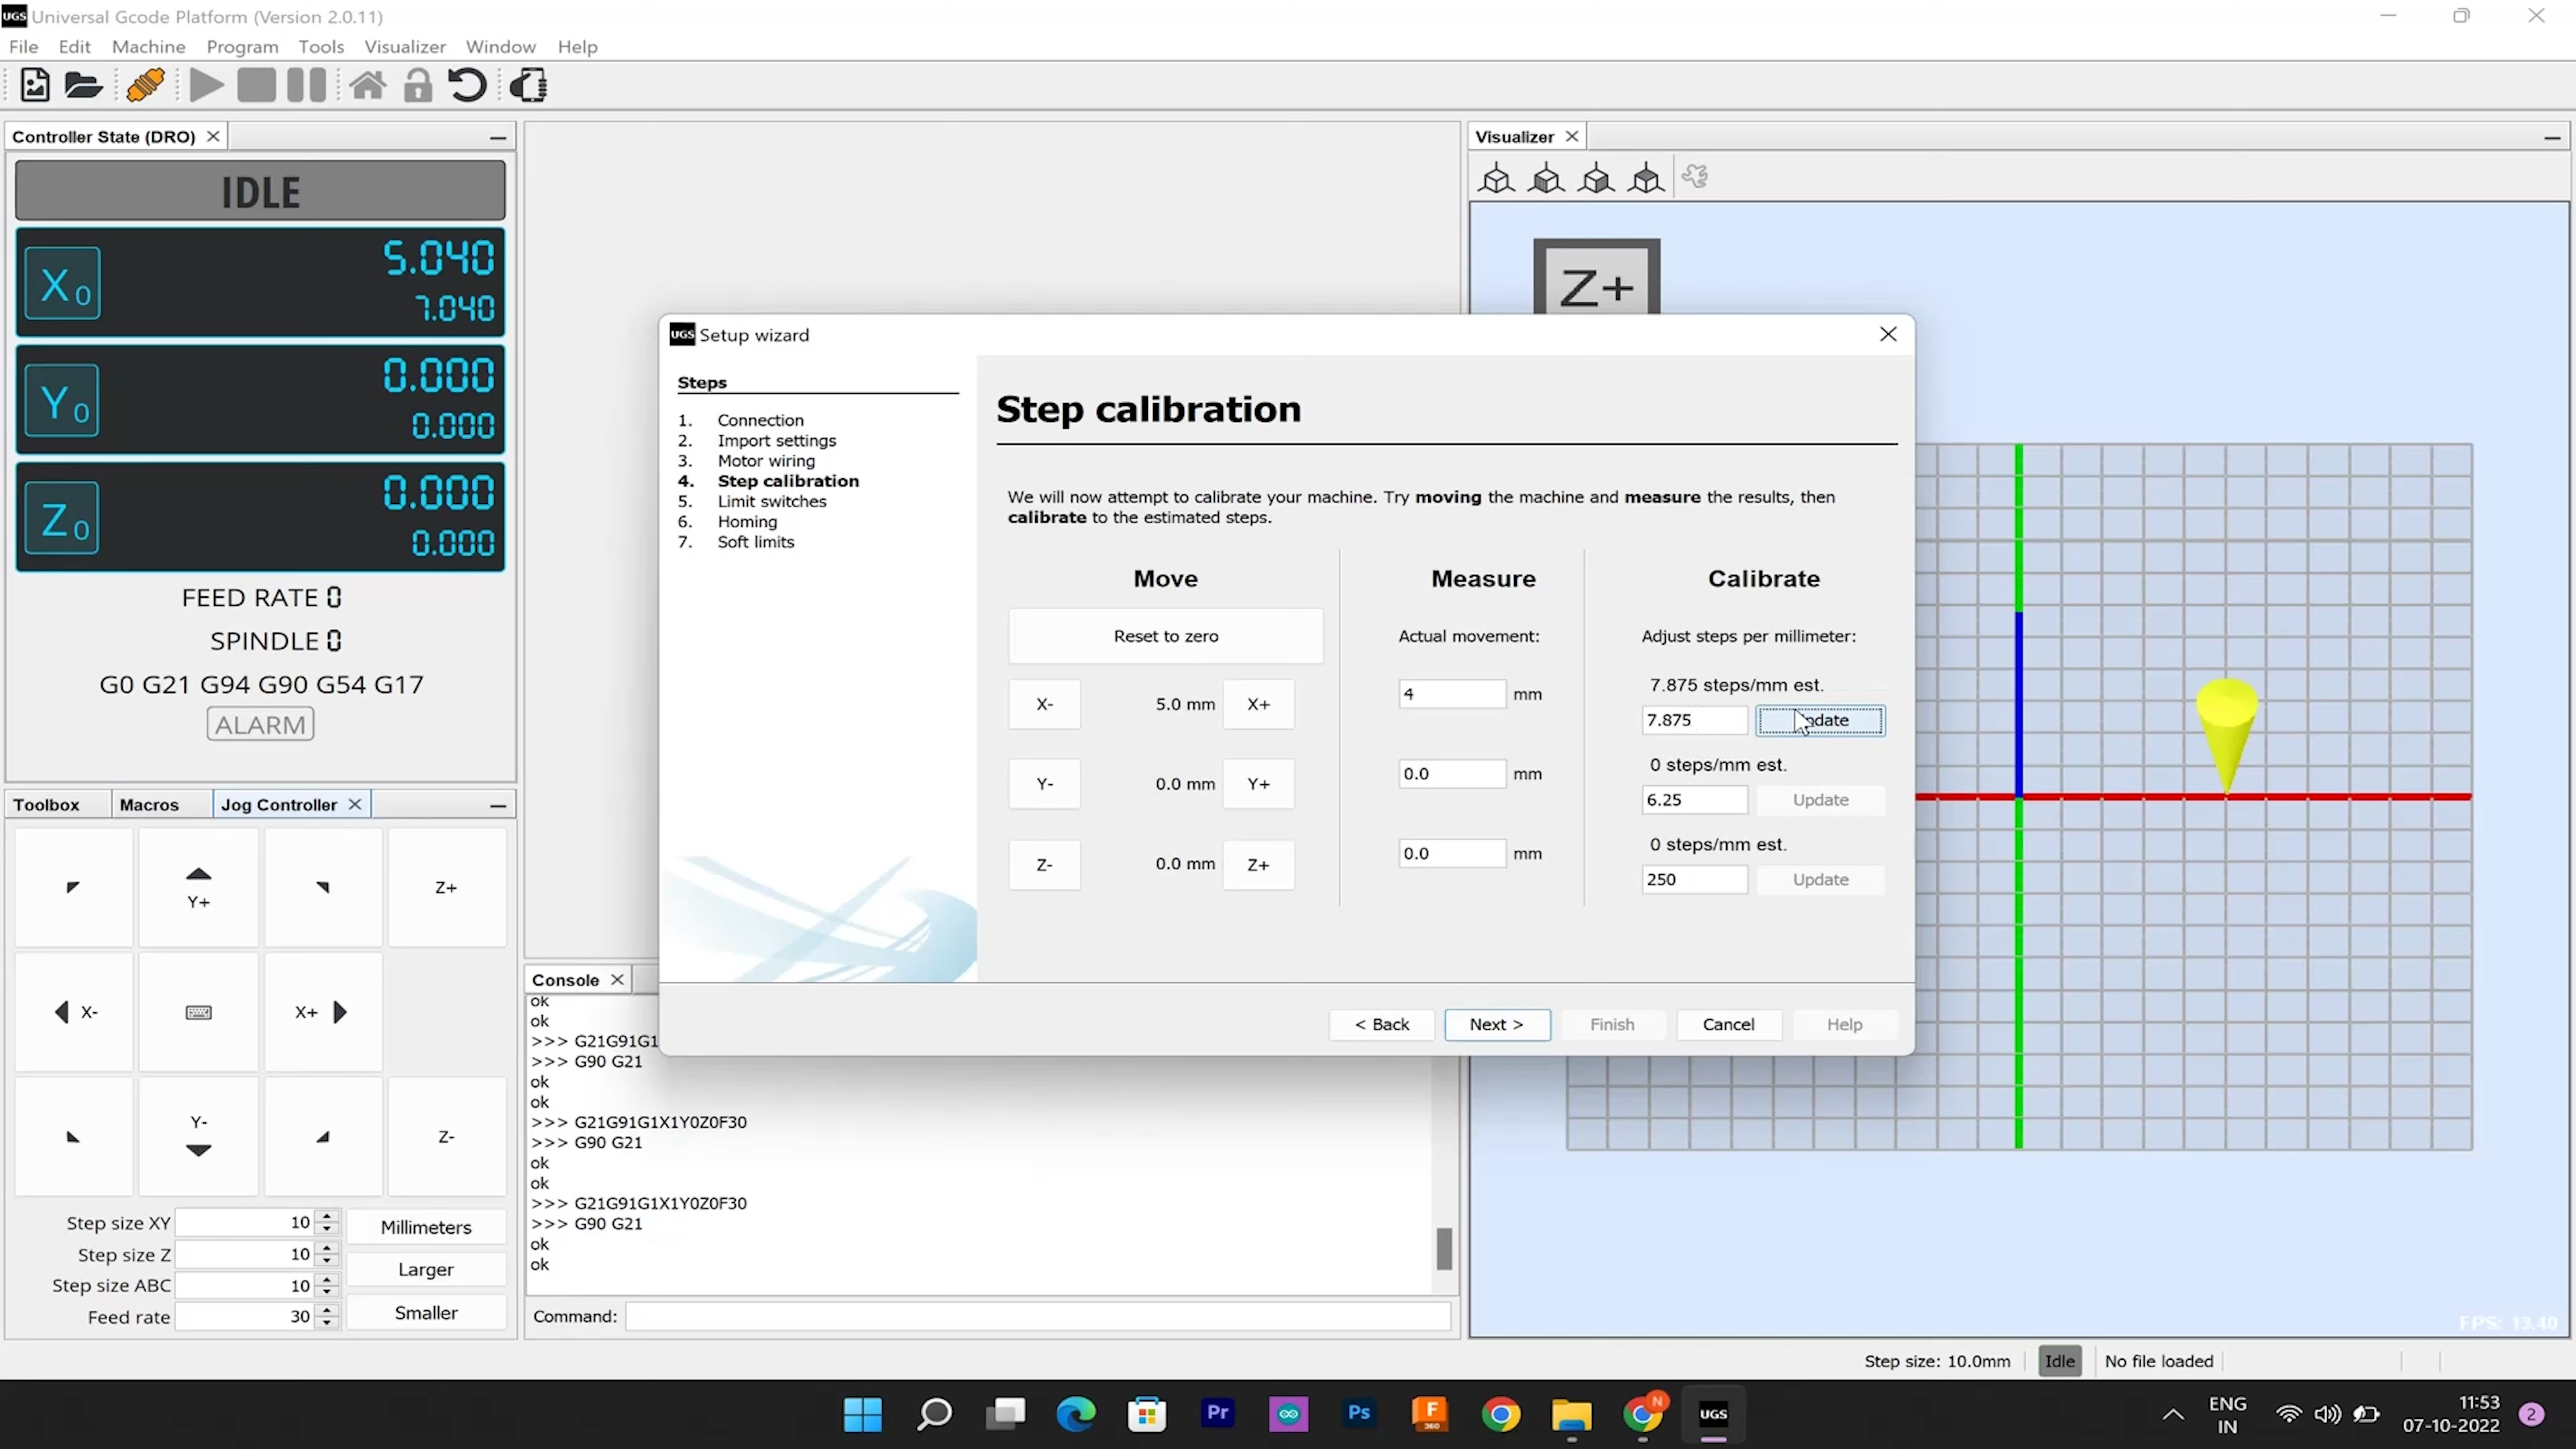 UGS Universal Gcode Platform (Version 2.0.11)
File Edit Machine Program Tools Visualizer Window Help
Controller State (DRO)
IDLE
X0 5.040
7.040
Y0 0.000
0.000
Z0 0.000
0.000
FEED RATE 0
SPINDLE 0
G0 G21 G94 G90 G54 G17
ALARM
Toolbox Macros Jog Controller
Y+ Z+
X- X+
Y- Z-
Step size XY 10 Millimeters
Step size Z 10
Step size ABC 10 Larger
Feed rate 30 Smaller
Visualizer
Z+
UGS Setup wizard
Steps
1. Connection
2. Import settings
3. Motor wiring
4. Step calibration
5. Limit switches
6. Homing
7. Soft limits
Step calibration
We will now attempt to calibrate your machine. Try moving the machine and measure the results, then
calibrate to the estimated steps.
Move Measure Calibrate
Reset to zero Actual movement: Adjust steps per millimeter:
7.875 steps/mm est.
X- 5.0 mm X+ 4 mm 7.875
0 steps/mm est.
Y- 0.0 mm Y+ 0.0 mm 6.25 Update
0 steps/mm est.
Z- 0.0 mm Z+ 0.0 mm 250 Update
< Back Next > Finish Cancel Help
Console
ok
ok
>>> G21G91G1
>>> G90 G21
ok
ok
>>> G21G91G1X1Y0Z0F30
>>> G90 G21
ok
ok
>>> G21G91G1X1Y0Z0F30
>>> G90 G21
ok
ok
Command:
FPS: 13.40
Step size: 10.0mm Idle No file loaded
Pr Ps F 360 N UGS
ENG
IN
11:53
07-10-2022
2